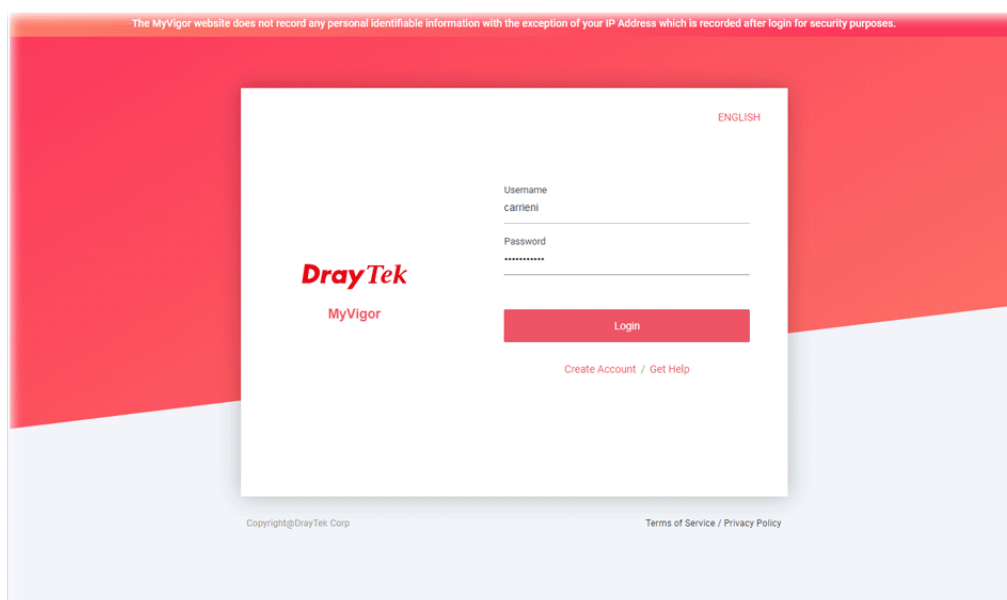 The MyVigor website does not record any personal identifiable information with the exception of your IP Address which is recorded after login for security purposes.
ENGLISH
Username
carrieni
Password
•••••••••••
DrayTek
MyVigor
Login
Create Account / Get Help
Copyright@DrayTek Corp
Terms of Service / Privacy Policy